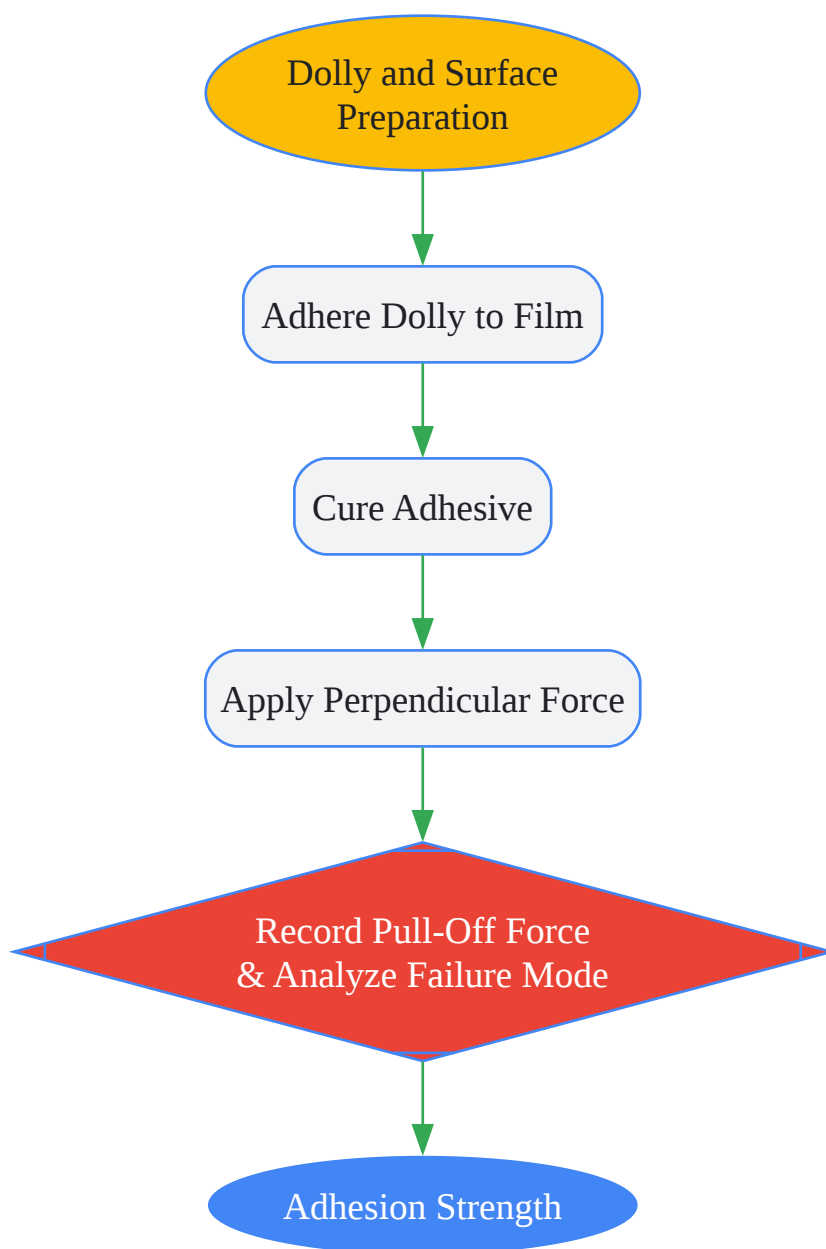 Dolly and Surface
Preparation
Adhere Dolly to Film
Cure Adhesive
Apply Perpendicular Force
Record Pull-Off Force
& Analyze Failure Mode
Adhesion Strength